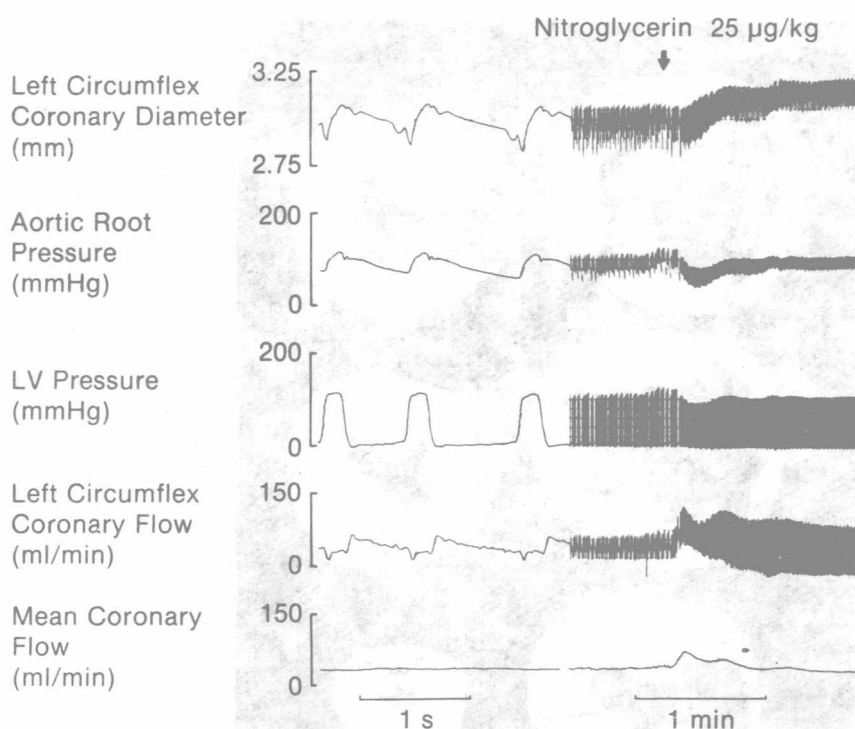 Nitroglycerin 25 µg/kg
Left Circumflex
Coronary Diameter
(mm)
3.25
2.75
Aortic Root
Pressure
(mmHg)
200
0
LV Pressure
(mmHg)
200
0
Left Circumflex
Coronary Flow
(ml/min)
150
0
Mean Coronary
Flow
(ml/min)
150
0
1 s
1 min